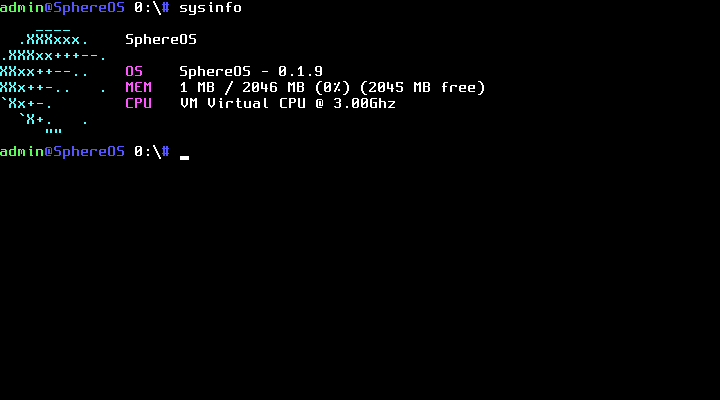 admin@SphereOS 0:\# sysinfo
    ____
  .XXXxxx.    SphereOS
.XXXxx+++--.
XXxx++--..    OS    SphereOS - 0.1.9
XXx++-..   .  MEM   1 MB / 2046 MB (0%) (2045 MB free)
`Xx+-.        CPU   VM Virtual CPU @ 3.00Ghz
  `X+.   .
     ""
admin@SphereOS 0:\# _